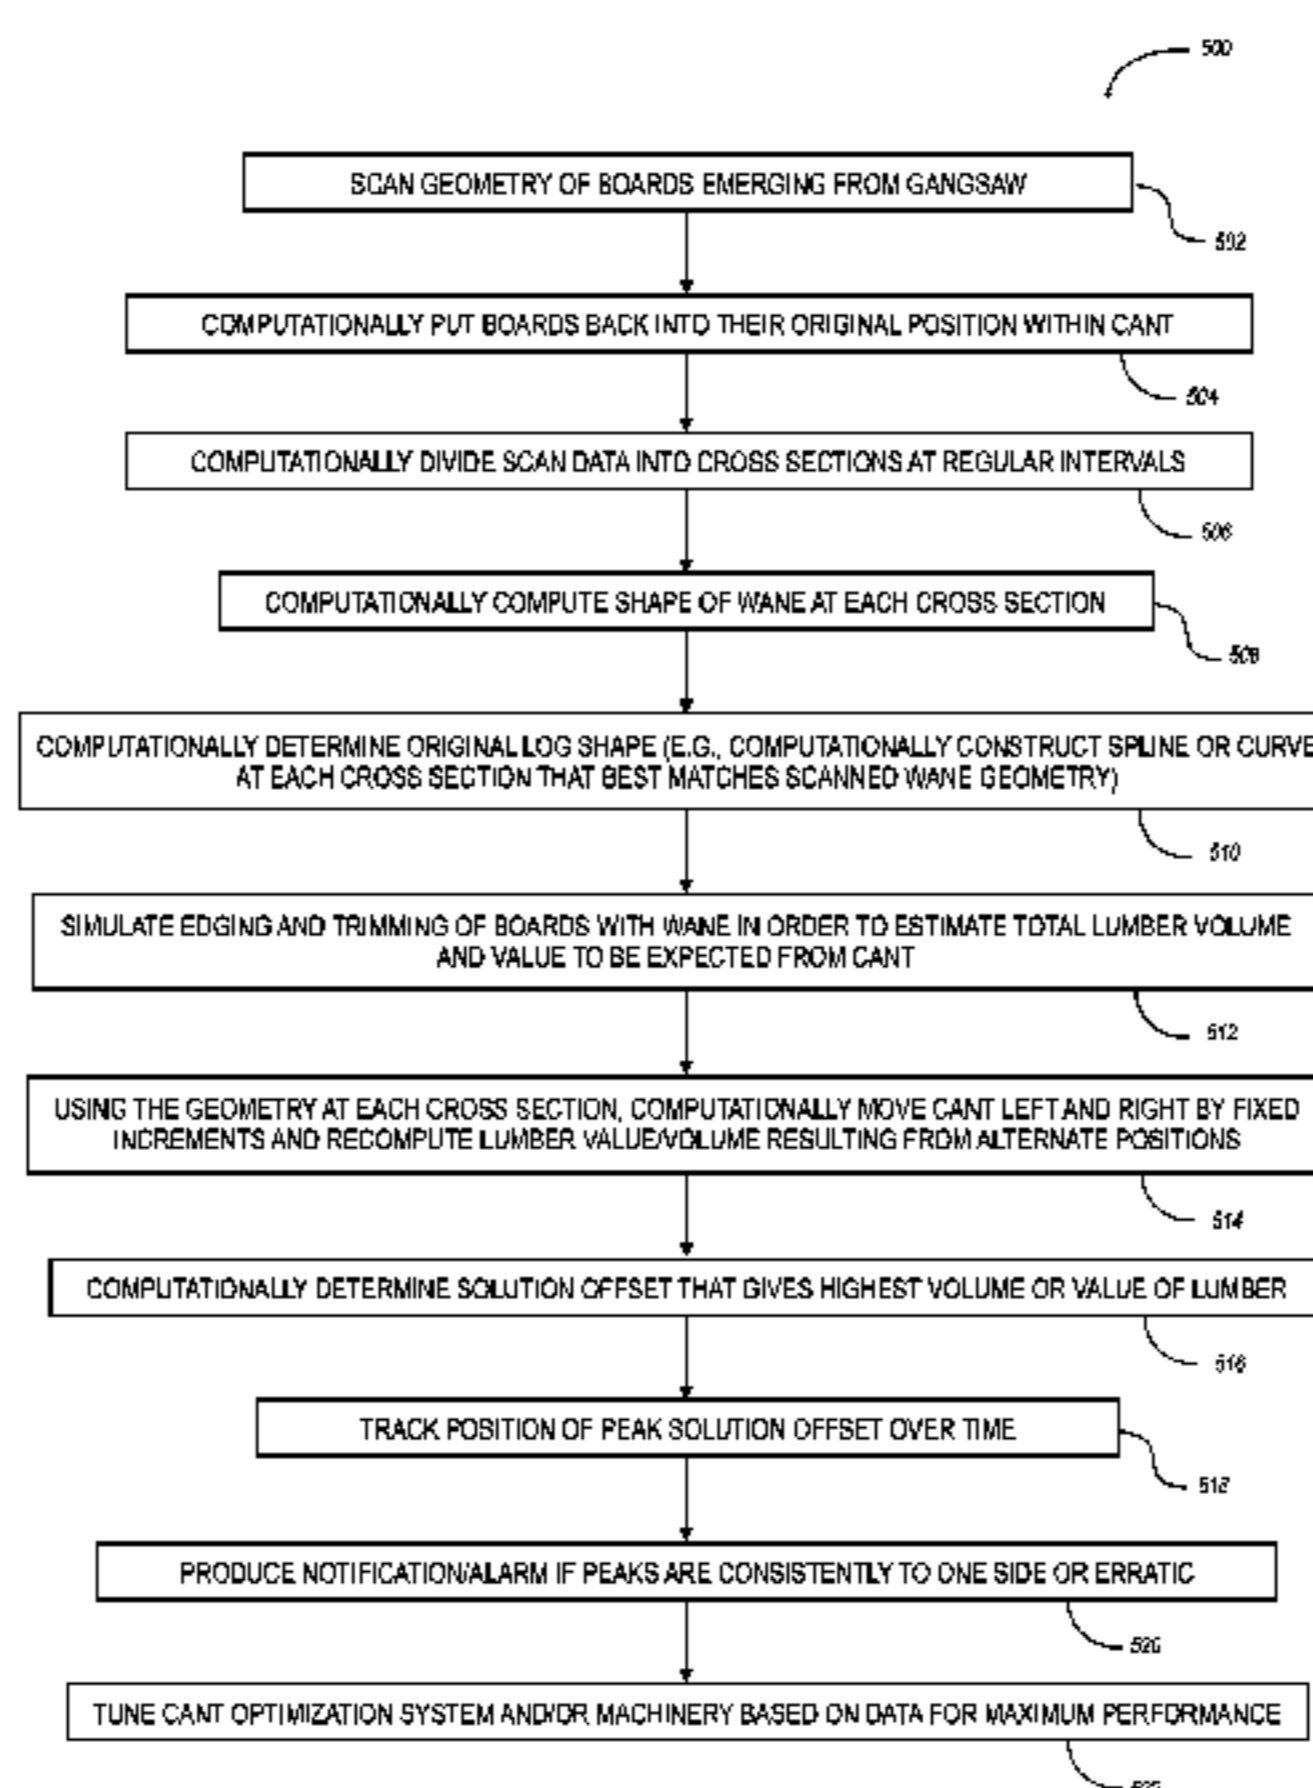 500
SCAN GEOMETRY OF BOARDS EMERGING FROM GANGSAW
502
COMPUTATIONALLY PUT BOARDS BACK INTO THEIR ORIGINAL POSITION WITHIN CANT
504
COMPUTATIONALLY DIVIDE SCAN DATA INTO CROSS SECTIONS AT REGULAR INTERVALS
506
COMPUTATIONALLY COMPUTE SHAPE OF WANE AT EACH CROSS SECTION
508
COMPUTATIONALLY DETERMINE ORIGINAL LOG SHAPE (E.G., COMPUTATIONALLY CONSTRUCT SPLINE OR CURVE
AT EACH CROSS SECTION THAT BEST MATCHES SCANNED WANE GEOMETRY)
510
SIMULATE EDGING AND TRIMMING OF BOARDS WITH WANE IN ORDER TO ESTIMATE TOTAL LUMBER VOLUME
AND VALUE TO BE EXPECTED FROM CANT
512
USING THE GEOMETRY AT EACH CROSS SECTION, COMPUTATIONALLY MOVE CANT LEFT AND RIGHT BY FIXED
INCREMENTS AND RECOMPUTE LUMBER VALUE/VOLUME RESULTING FROM ALTERNATE POSITIONS
514
COMPUTATIONALLY DETERMINE SOLUTION OFFSET THAT GIVES HIGHEST VOLUME OR VALUE OF LUMBER
516
TRACK POSITION OF PEAK SOLUTION OFFSET OVER TIME
518
PRODUCE NOTIFICATION/ALARM IF PEAKS ARE CONSISTENTLY TO ONE SIDE OR ERRATIC
520
TUNE CANT OPTIMIZATION SYSTEM AND/OR MACHINERY BASED ON DATA FOR MAXIMUM PERFORMANCE